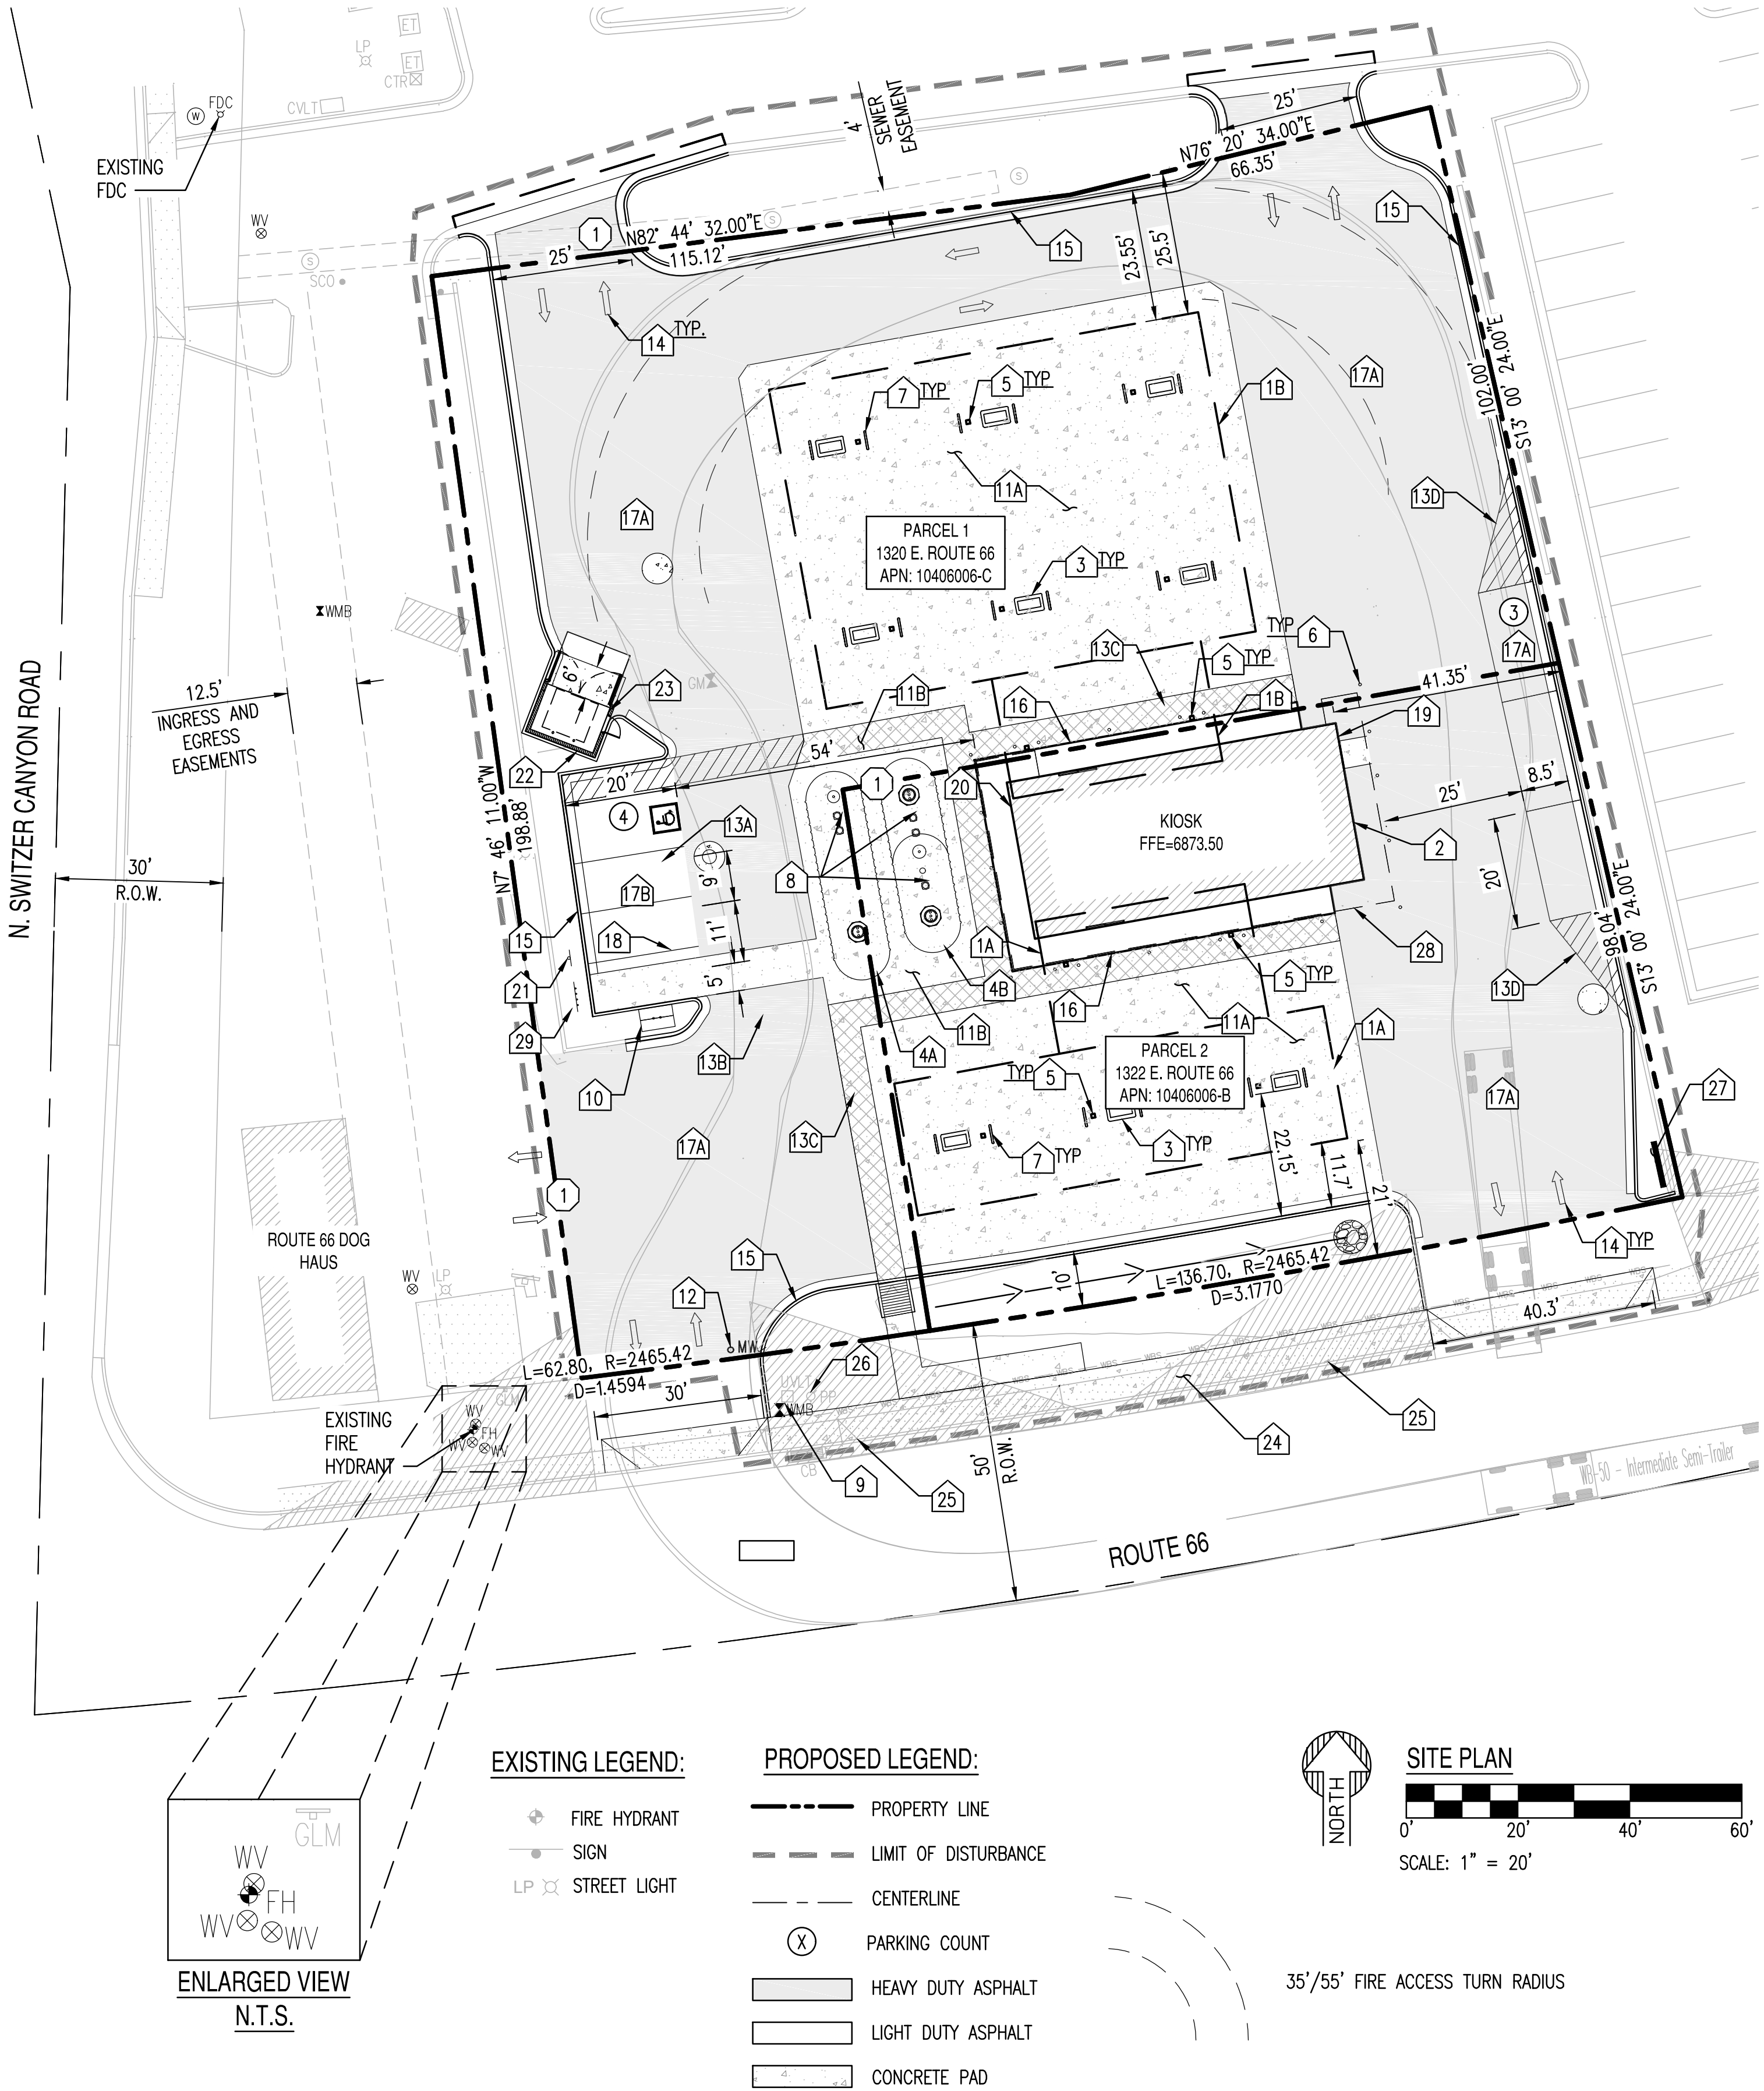 ET
LP
ET
CTR
CVLT
FDC
W
EXISTING
FDC
WV
S
SCO
4'
SEWER
EASEMENT
S
S
25'
N76° 20' 34.00"E
66.35'
1
N82° 44' 32.00"E
25'
115.12'
15
15
23.55'
25.5'
14
TYP.
7
TYP
5
TYP
1B
17A
102.00'
S13° 00' 24.00"E
11A
13D
17A
PARCEL 1
1320 E. ROUTE 66
APN: 10406006-C
3
TYP
3
17A
WMB
TYP
6
13C
5
TYP
N. SWITZER CANYON ROAD
12.5'
INGRESS AND
EGRESS
EASEMENTS
6'
23
GM
11B
16
1B
41.35'
19
22
54'
20'
20
1
25'
8.5'
KIOSK
FFE=6873.50
2
4
13A
N7° 46' 11.00"W
198.88'
30'
R.O.W.
17B
9'
8
20'
15
18
11'
1A
28
98.04'
S13° 00' 24.00"E
21
5'
4B
5
TYP
13D
29
16
11A
1A
11B
4A
13B
PARCEL 2
1322 E. ROUTE 66
APN: 10406006-B
TYP
5
10
17A
27
17A
13C
7
TYP
3
TYP
22.15'
11.7'
21'
1
ROUTE 66 DOG
HAUS
15
14
TYP
WV
LP
12
MW
10'
L=136.70, R=2465.42
D=3.1770
40.3'
WBS WBS WBS WBS
L=62.80, R=2465.42
D=1.4594
30'
26
UVLT
PP
WMB
GLM
EXISTING
FIRE
HYDRANT
WV
FH
WV
WV
25
24
CB
9
25
50'
R.O.W.
WB-50 - Intermediate Semi-Trailer
ROUTE 66
GLM
WV
FH
WV
WV
ENLARGED VIEW
N.T.S.
EXISTING LEGEND:
FIRE HYDRANT
SIGN
LP
STREET LIGHT
PROPOSED LEGEND:
PROPERTY LINE
LIMIT OF DISTURBANCE
CENTERLINE
X
PARKING COUNT
HEAVY DUTY ASPHALT
LIGHT DUTY ASPHALT
CONCRETE PAD
35'/55' FIRE ACCESS TURN RADIUS
NORTH
SITE PLAN
0'
20'
40'
60'
SCALE: 1" = 20'